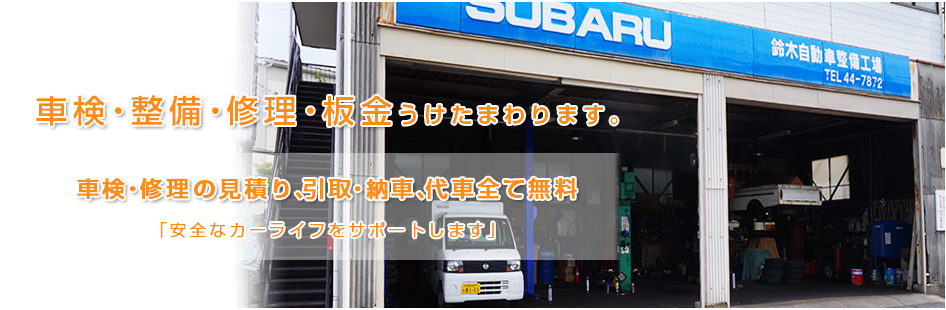 SUBARU
鈴木自動車整備工場
TEL 44-7872
車検・整備・修理・板金うけたまわります。
車検・修理の見積り、引取・納車、代車全て無料
「安全なカーライフをサポートします」